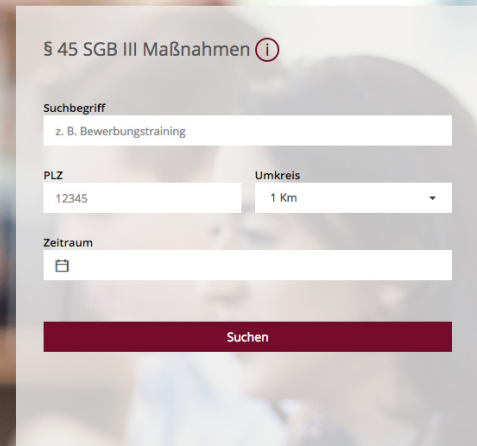 § 45 SGB III Maßnahmen i
Suchbegriff
z. B. Bewerbungstraining
PLZ
Umkreis
12345
1 Km
Zeitraum
Suchen